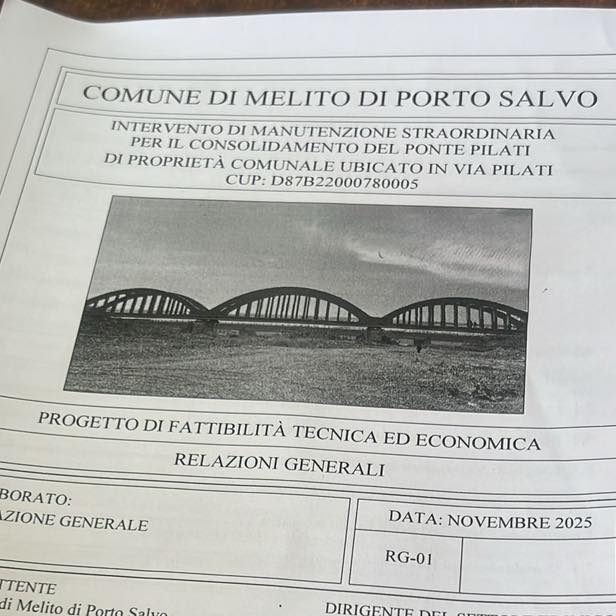 COMUNE DI MELITO DI PORTO SALVO
INTERVENTO DI MANUTENZIONE STRAORDINARIA
PER IL CONSOLIDAMENTO DEL PONTE PILATI
DI PROPRIETÀ COMUNALE UBICATO IN VIA PILATI
CUP: D87B22000780005
PROGETTO DI FATTIBILITÀ TECNICA ED ECONOMICA
RELAZIONI GENERALI
BORATO:
AZIONE GENERALE
DATA: NOVEMBRE 2025
RG-01
TTENTE
di Melito di Porto Salvo
DIRIGENTE DEL